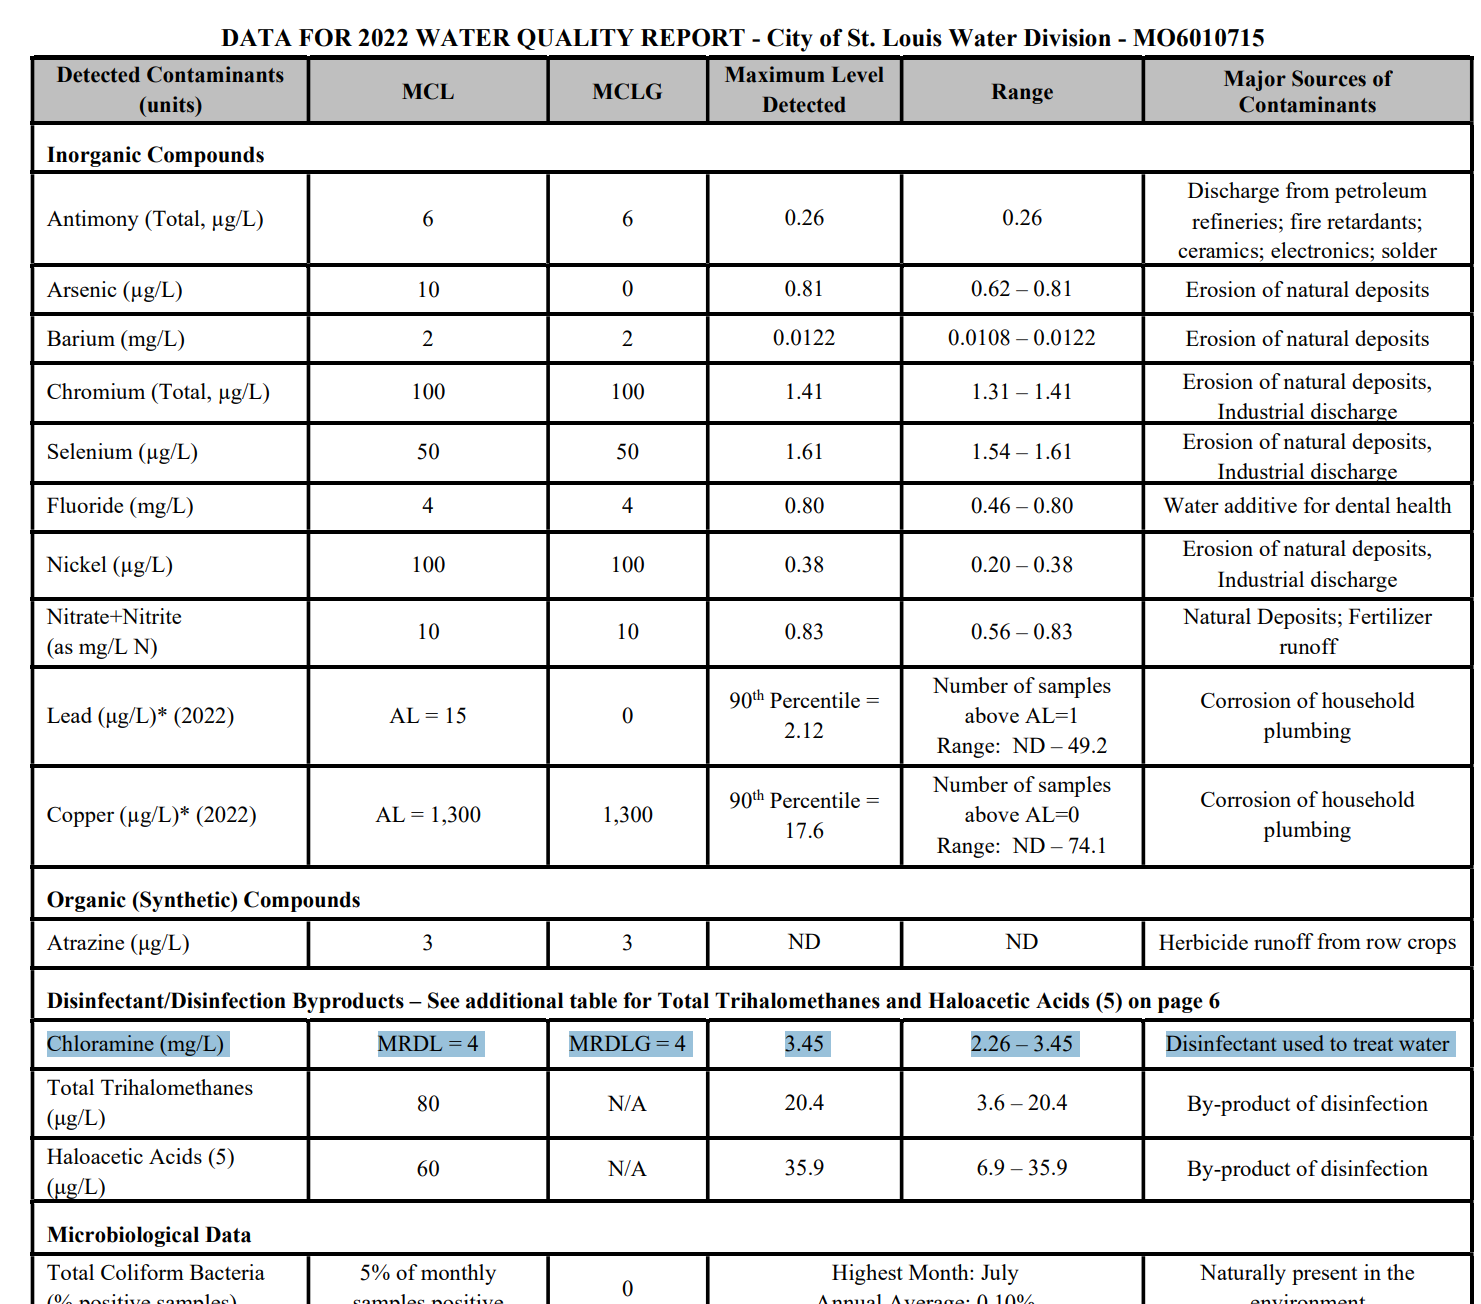 DATA FOR 2022 WATER QUALITY REPORT - City of St. Louis Water Division - MO6010715
Detected Contaminants (units) MCL MCLG Maximum Level Detected Range Major Sources of Contaminants
Inorganic Compounds
Antimony (Total, µg/L) 6 6 0.26 0.26 Discharge from petroleum refineries; fire retardants; ceramics; electronics; solder
Arsenic (µg/L) 10 0 0.81 0.62 – 0.81 Erosion of natural deposits
Barium (mg/L) 2 2 0.0122 0.0108 – 0.0122 Erosion of natural deposits
Chromium (Total, µg/L) 100 100 1.41 1.31 – 1.41 Erosion of natural deposits, Industrial discharge
Selenium (µg/L) 50 50 1.61 1.54 – 1.61 Erosion of natural deposits, Industrial discharge
Fluoride (mg/L) 4 4 0.80 0.46 – 0.80 Water additive for dental health
Nickel (µg/L) 100 100 0.38 0.20 – 0.38 Erosion of natural deposits, Industrial discharge
Nitrate+Nitrite (as mg/L N) 10 10 0.83 0.56 – 0.83 Natural Deposits; Fertilizer runoff
Lead (µg/L)* (2022) AL = 15 0 90th Percentile = 2.12 Number of samples above AL=1 Range: ND – 49.2 Corrosion of household plumbing
Copper (µg/L)* (2022) AL = 1,300 1,300 90th Percentile = 17.6 Number of samples above AL=0 Range: ND – 74.1 Corrosion of household plumbing
Organic (Synthetic) Compounds
Atrazine (µg/L) 3 3 ND ND Herbicide runoff from row crops
Disinfectant/Disinfection Byproducts – See additional table for Total Trihalomethanes and Haloacetic Acids (5) on page 6
Chloramine (mg/L) MRDL = 4 MRDLG = 4 3.45 2.26 – 3.45 Disinfectant used to treat water
Total Trihalomethanes (µg/L) 80 N/A 20.4 3.6 – 20.4 By-product of disinfection
Haloacetic Acids (5) (µg/L) 60 N/A 35.9 6.9 – 35.9 By-product of disinfection
Microbiological Data
Total Coliform Bacteria (% positive samples) 5% of monthly samples positive 0 Highest Month: July Annual Average: 0.10% Naturally present in the environment